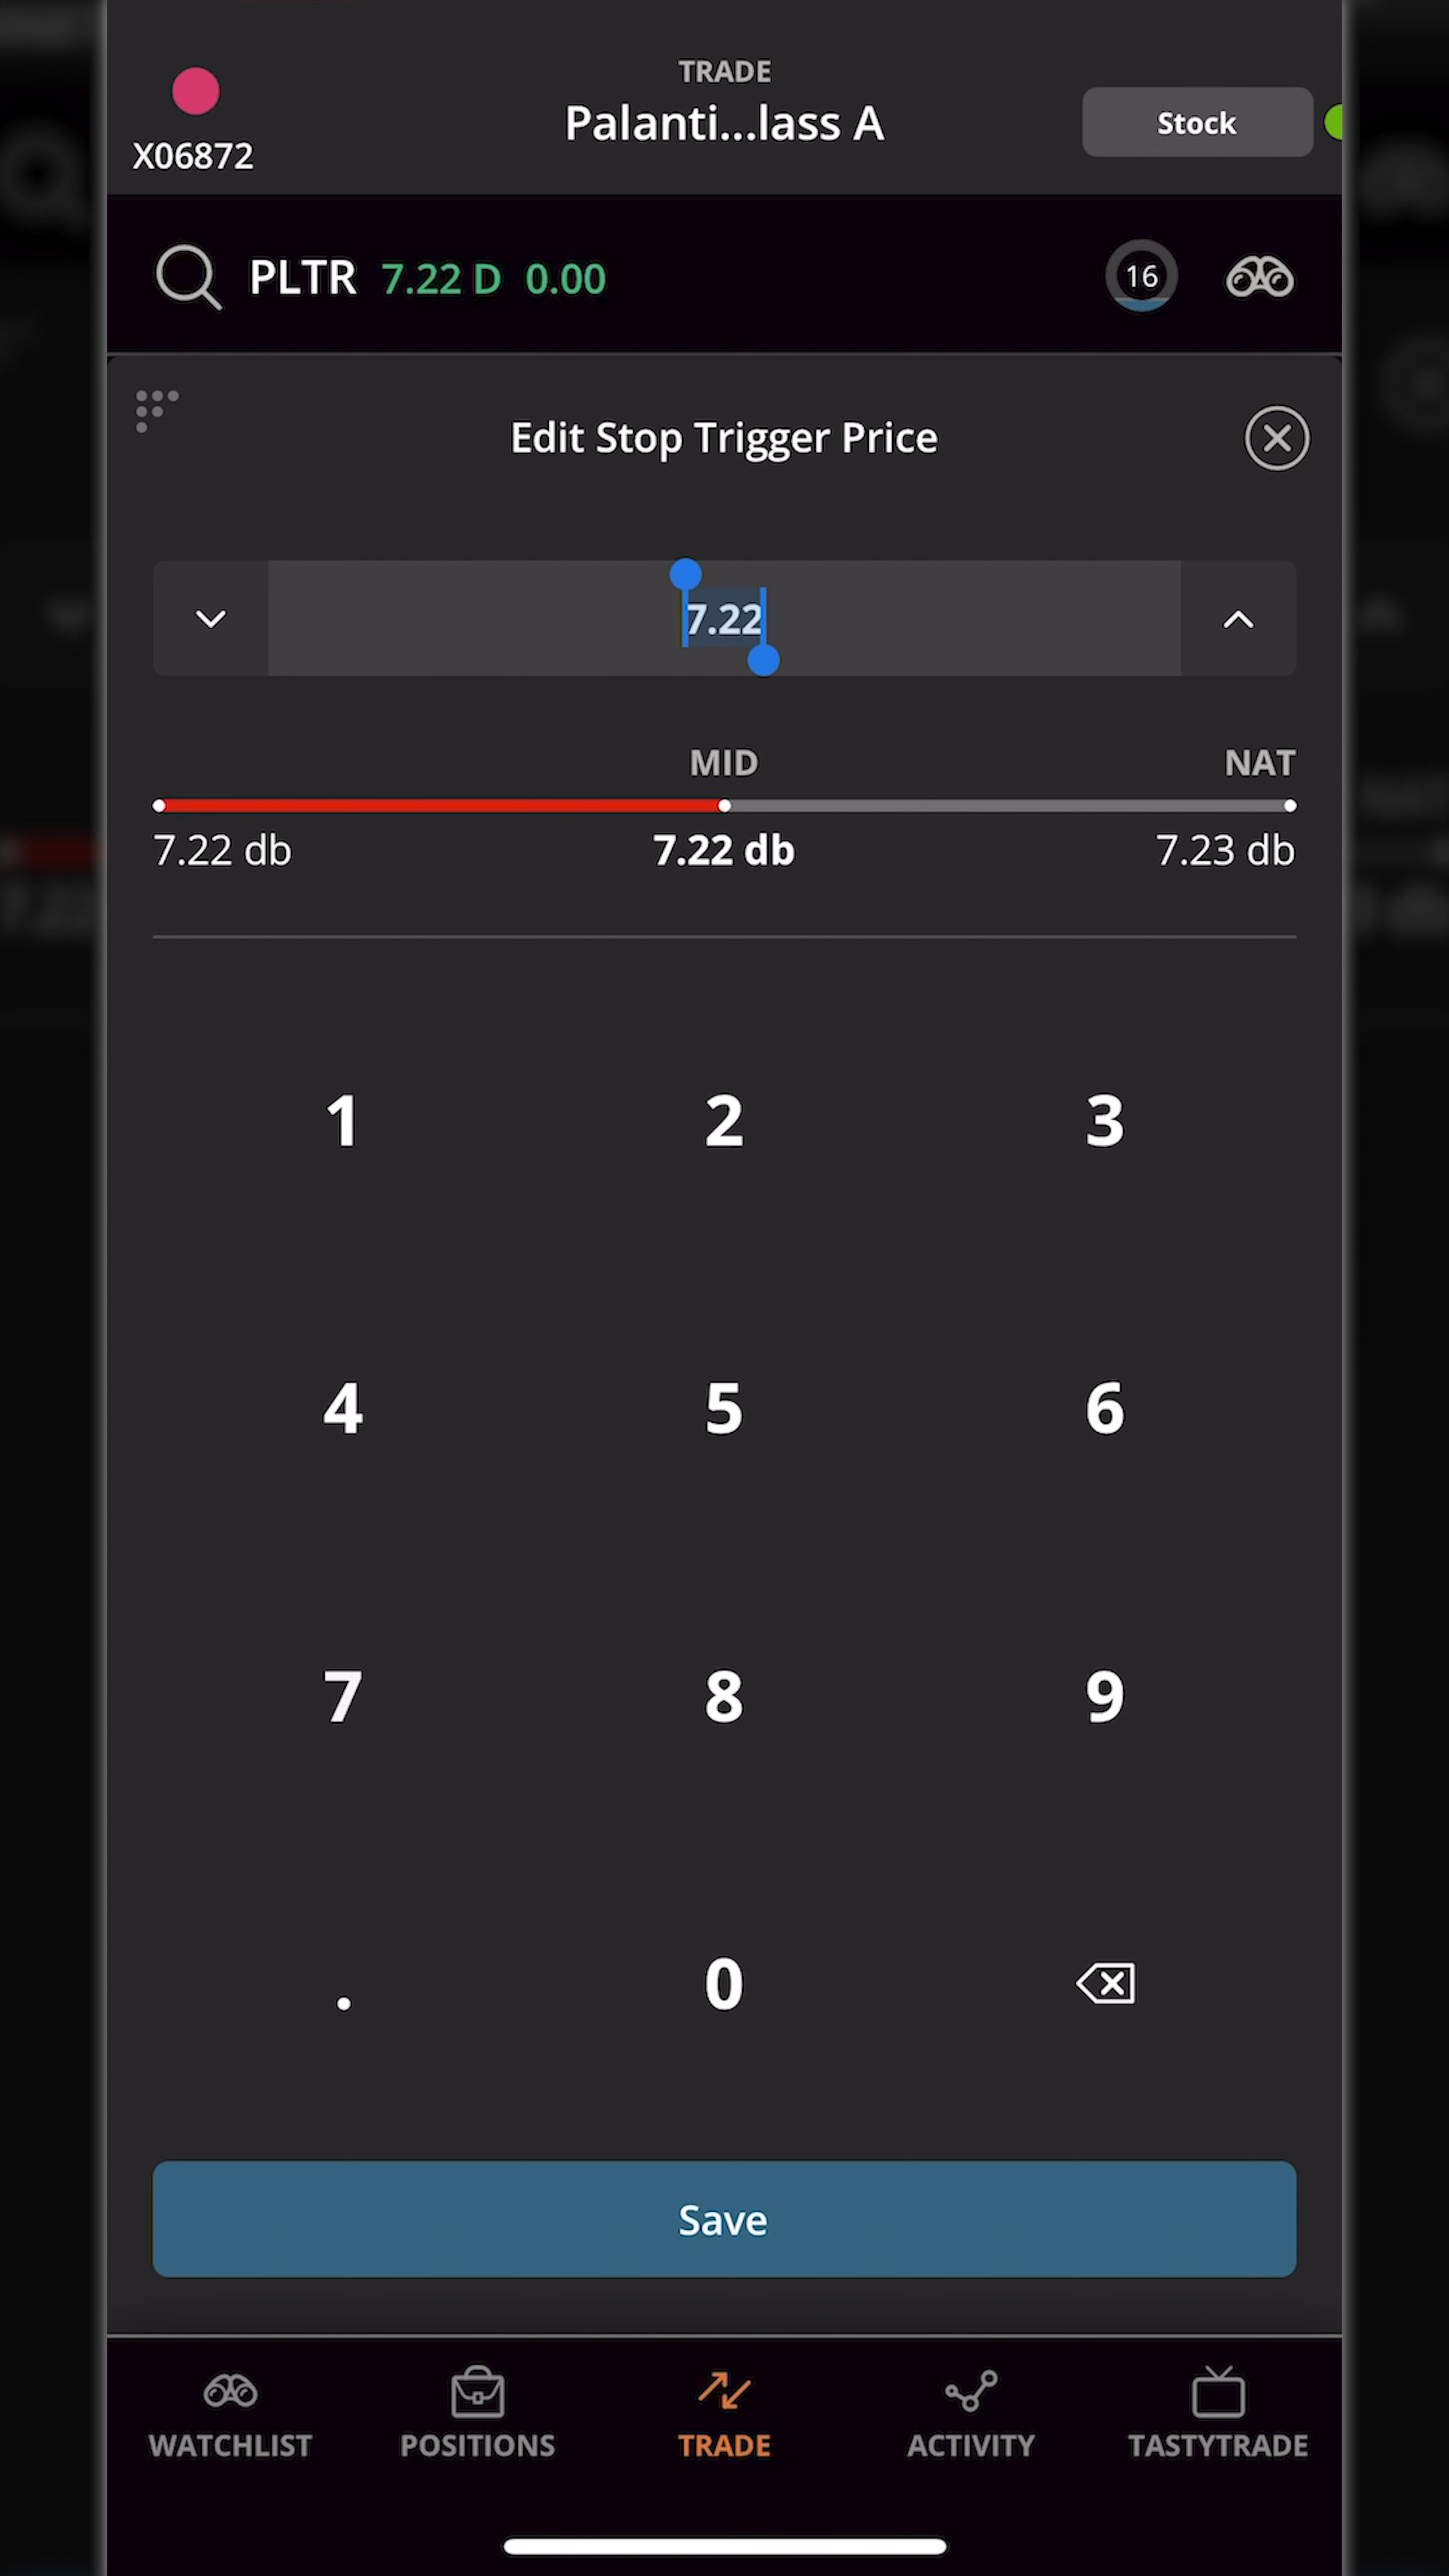 TRADE
Palanti...lass A
Stock
X06872
PLTR 7.22 D 0.00
16
Edit Stop Trigger Price
7.22
MID NAT
7.22 db 7.22 db 7.23 db
1 2 3
4 5 6
7 8 9
. 0
Save
WATCHLIST POSITIONS TRADE ACTIVITY TASTYTRADE